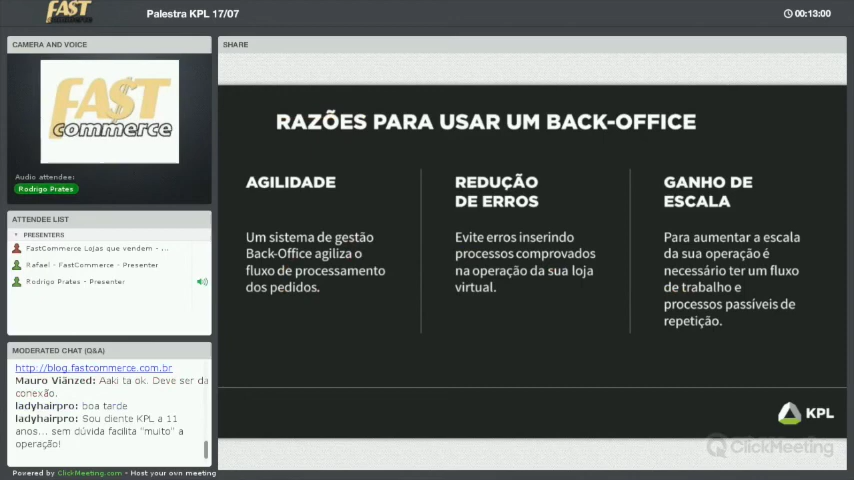 FA$T
commerce
Palestra KPL 17/07
00:13:00
CAMERA AND VOICE
FA$T
commerce
Audio attendee:
Rodrigo Prates
ATTENDEE LIST
PRESENTERS
FastCommerce Lojas que vendem - ...
Rafael - FastCommerce - Presenter
Rodrigo Prates - Presenter
MODERATED CHAT (Q&A)
http://blog.fastcommerce.com.br
Mauro Viãnzed: Aaki ta ok. Deve ser da
conexão.
ladyhairpro: boa tarde
ladyhairpro: Sou cliente KPL a 11
anos... sem dúvida facilita "muito" a
operação!
Powered by ClickMeeting.com - Host your own meeting
SHARE
RAZÕES PARA USAR UM BACK-OFFICE
AGILIDADE
Um sistema de gestão
Back-Office agiliza o
fluxo de processamento
dos pedidos.
REDUÇÃO
DE ERROS
Evite erros inserindo
processos comprovados
na operação da sua loja
virtual.
GANHO DE
ESCALA
Para aumentar a escala
da sua operação é
necessário ter um fluxo
de trabalho e
processos passíveis de
repetição.
KPL
ClickMeeting